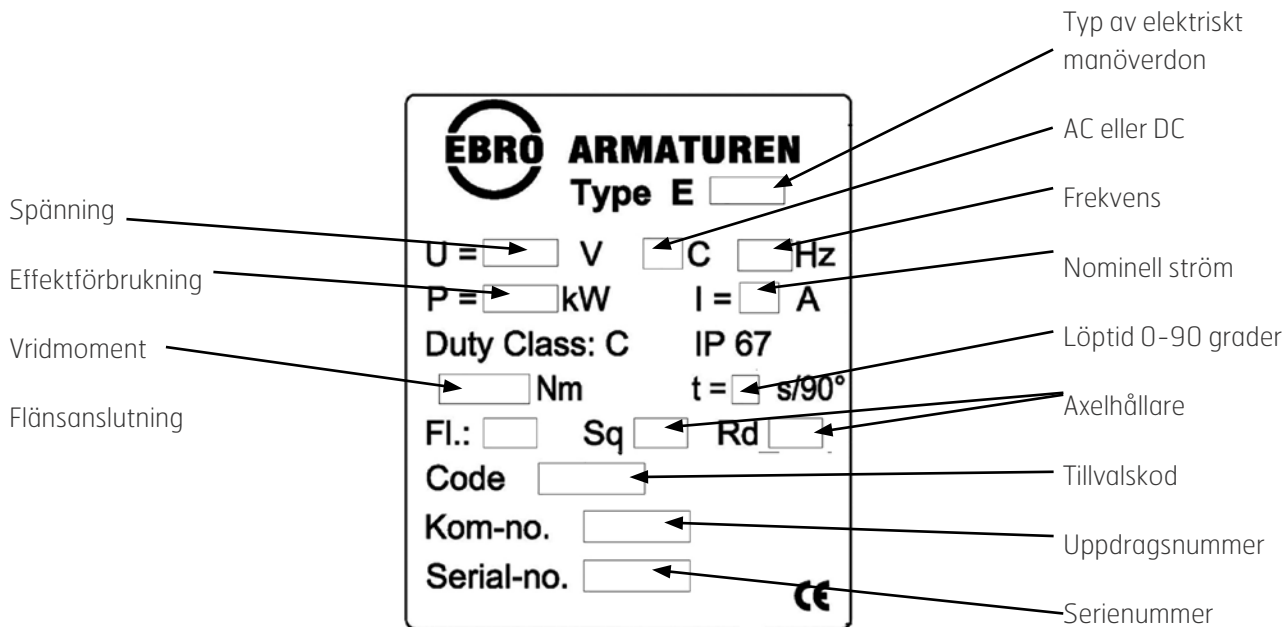 Typ av elektriskt
manöverdon
AC eller DC
Frekvens
Nominell ström
Löptid 0-90 grader
Axelhållare
Tillvalskod
Uppdragsnummer
Serienummer
Spänning
Effektförbrukning
Vridmoment
Flänsanslutning
EBRO ARMATUREN
Type E
U = V C Hz
P = kW I = A
Duty Class: C IP 67
Nm t = s/90°
Fl.: Sq Rd
Code
Kom-no.
Serial-no.
CE